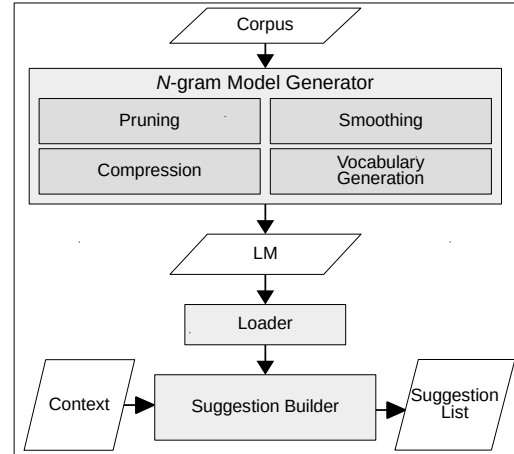 Corpus
N-gram Model Generator
Pruning
Smoothing
Compression
Vocabulary
Generation
LM
Loader
Context
Suggestion Builder
Suggestion
List